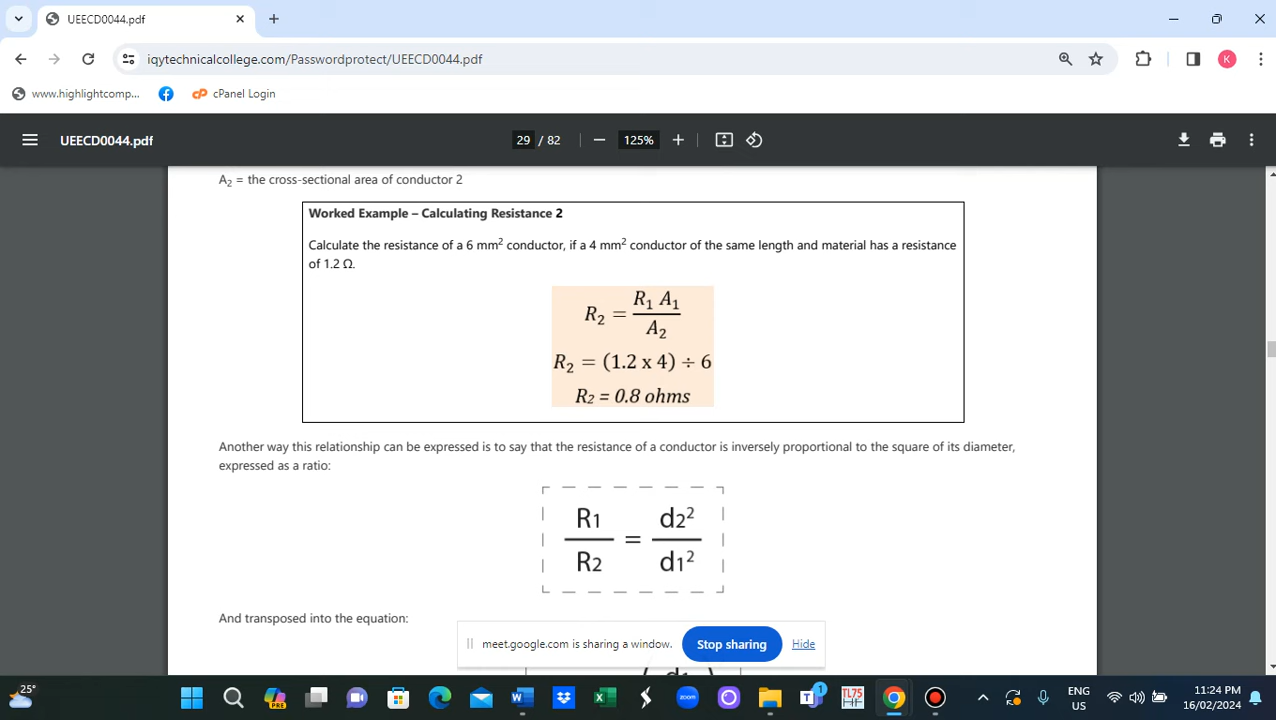 UEECD0044.pdf
iqytechnicalcollege.com/Passwordprotect/UEECD0044.pdf
K
www.highlightcomp... cPanel Login
UEECD0044.pdf 29 / 82 125%
A₂ = the cross-sectional area of conductor 2
Worked Example – Calculating Resistance 2
Calculate the resistance of a 6 mm² conductor, if a 4 mm² conductor of the same length and material has a resistance
of 1.2 Ω.
R₂ = R₁ A₁ / A₂
R₂ = (1.2 x 4) ÷ 6
R₂ = 0.8 ohms
Another way this relationship can be expressed is to say that the resistance of a conductor is inversely proportional to the square of its diameter,
expressed as a ratio:
R1 / R2 = d2² / d1²
And transposed into the equation:
meet.google.com is sharing a window. Stop sharing Hide
25° PRE zoom 1 TL75 ENG 11:24 PM
US 16/02/2024